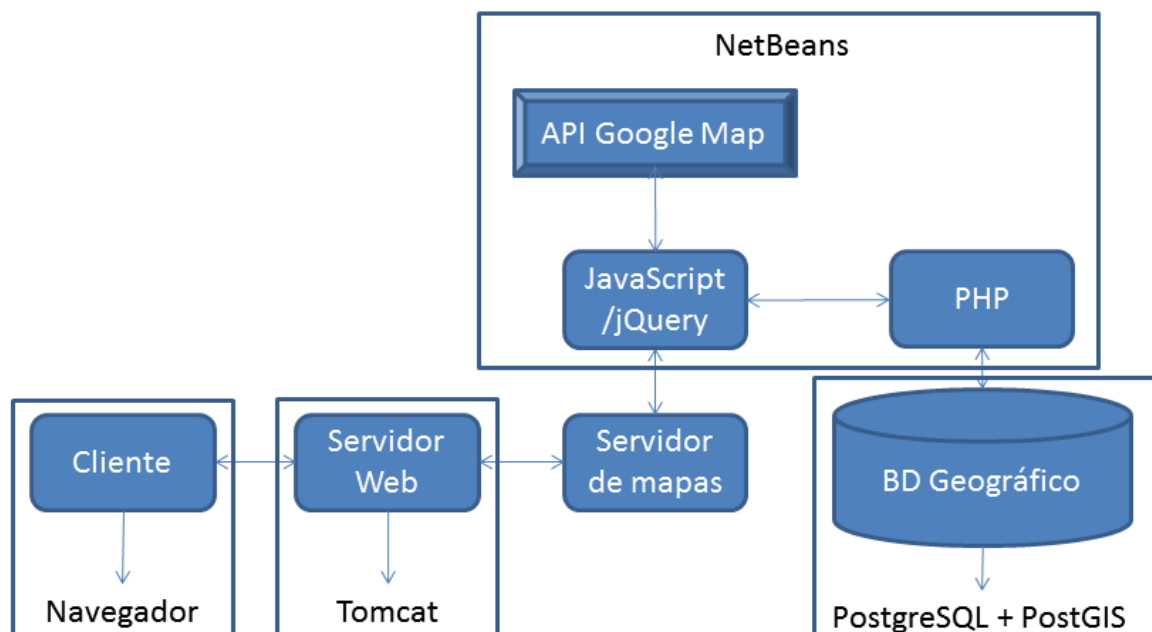 NetBeans
API Google Map
JavaScript
/jQuery
PHP
Cliente
Servidor
Web
Servidor
de mapas
BD Geográfico
Navegador
Tomcat
PostgreSQL + PostGIS